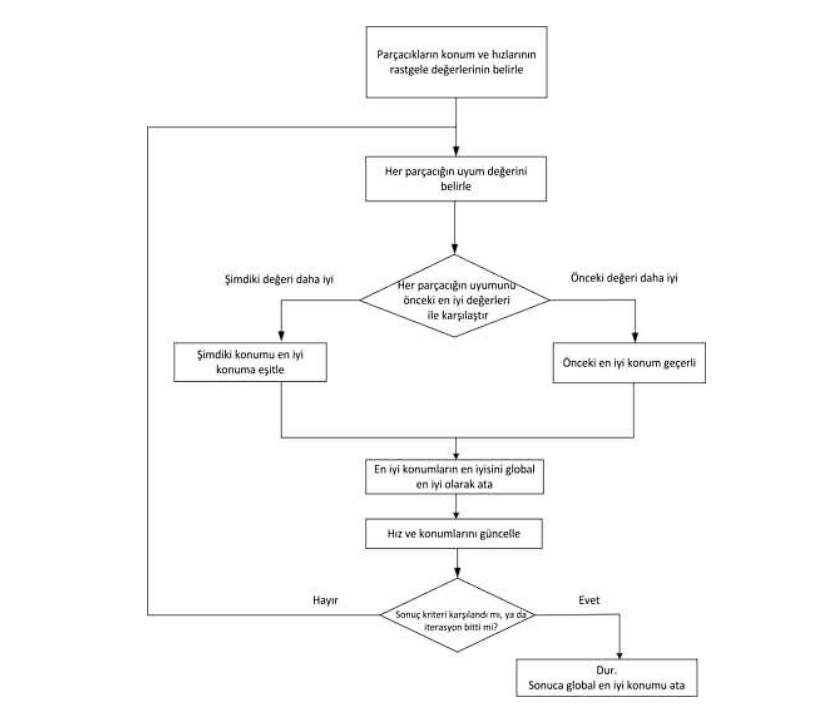 Parçacıkların konum ve hızlarının
rastgele değerlerinin belirle
Her parçacığın uyum değerini
belirle
Şimdiki değeri daha iyi
Önceki değeri daha iyi
Her parçacığın uyumunu
önceki en iyi değerleri
ile karşılaştır
Şimdiki konumu en iyi
konuma eşitle
Önceki en iyi konum geçerli
En iyi konumların en iyisini global
en iyi olarak ata
Hız ve konumlarını güncelle
Hayır
Evet
Sonuç kriteri karşılandı mı, ya da
iterasyon bitti mi?
Dur.
Sonuca global en iyi konumu ata